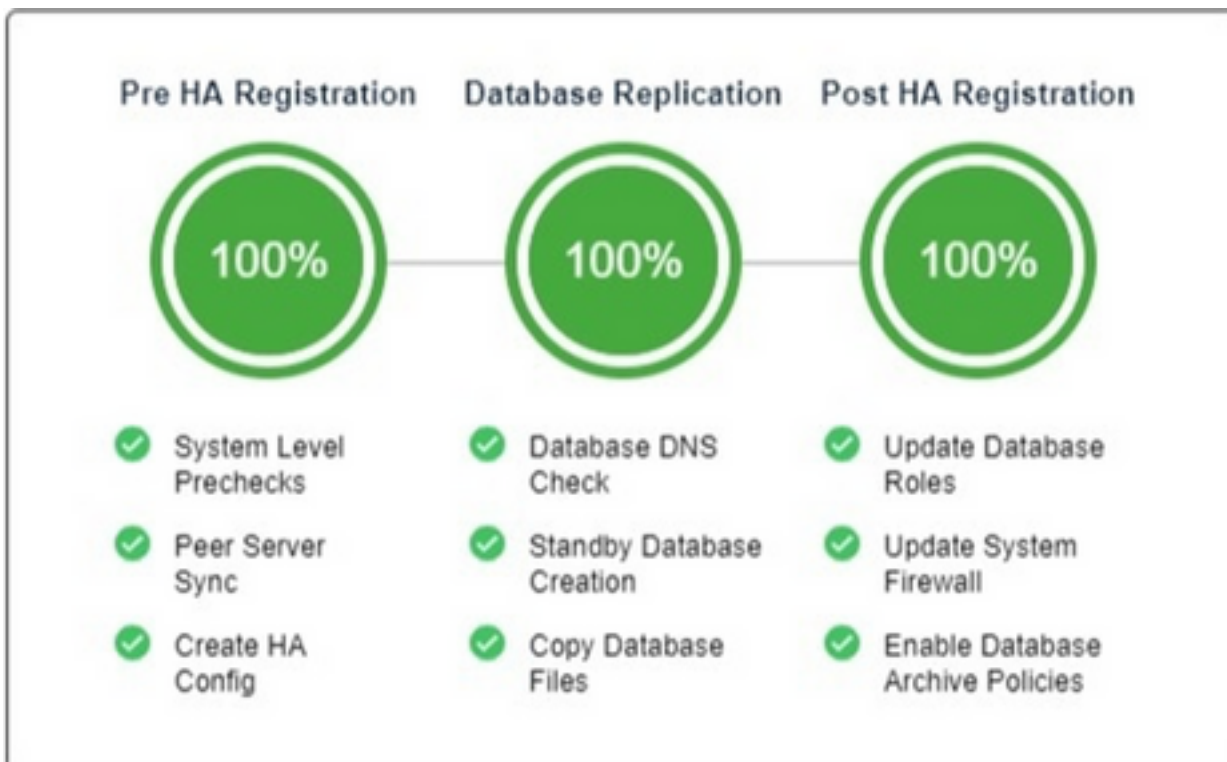 Pre HA Registration
100%
System Level
Prechecks
Peer Server
Sync
Create HA
Config
Database Replication
100%
Database DNS
Check
Standby Database
Creation
Copy Database
Files
Post HA Registration
100%
Update Database
Roles
Update System
Firewall
Enable Database
Archive Policies